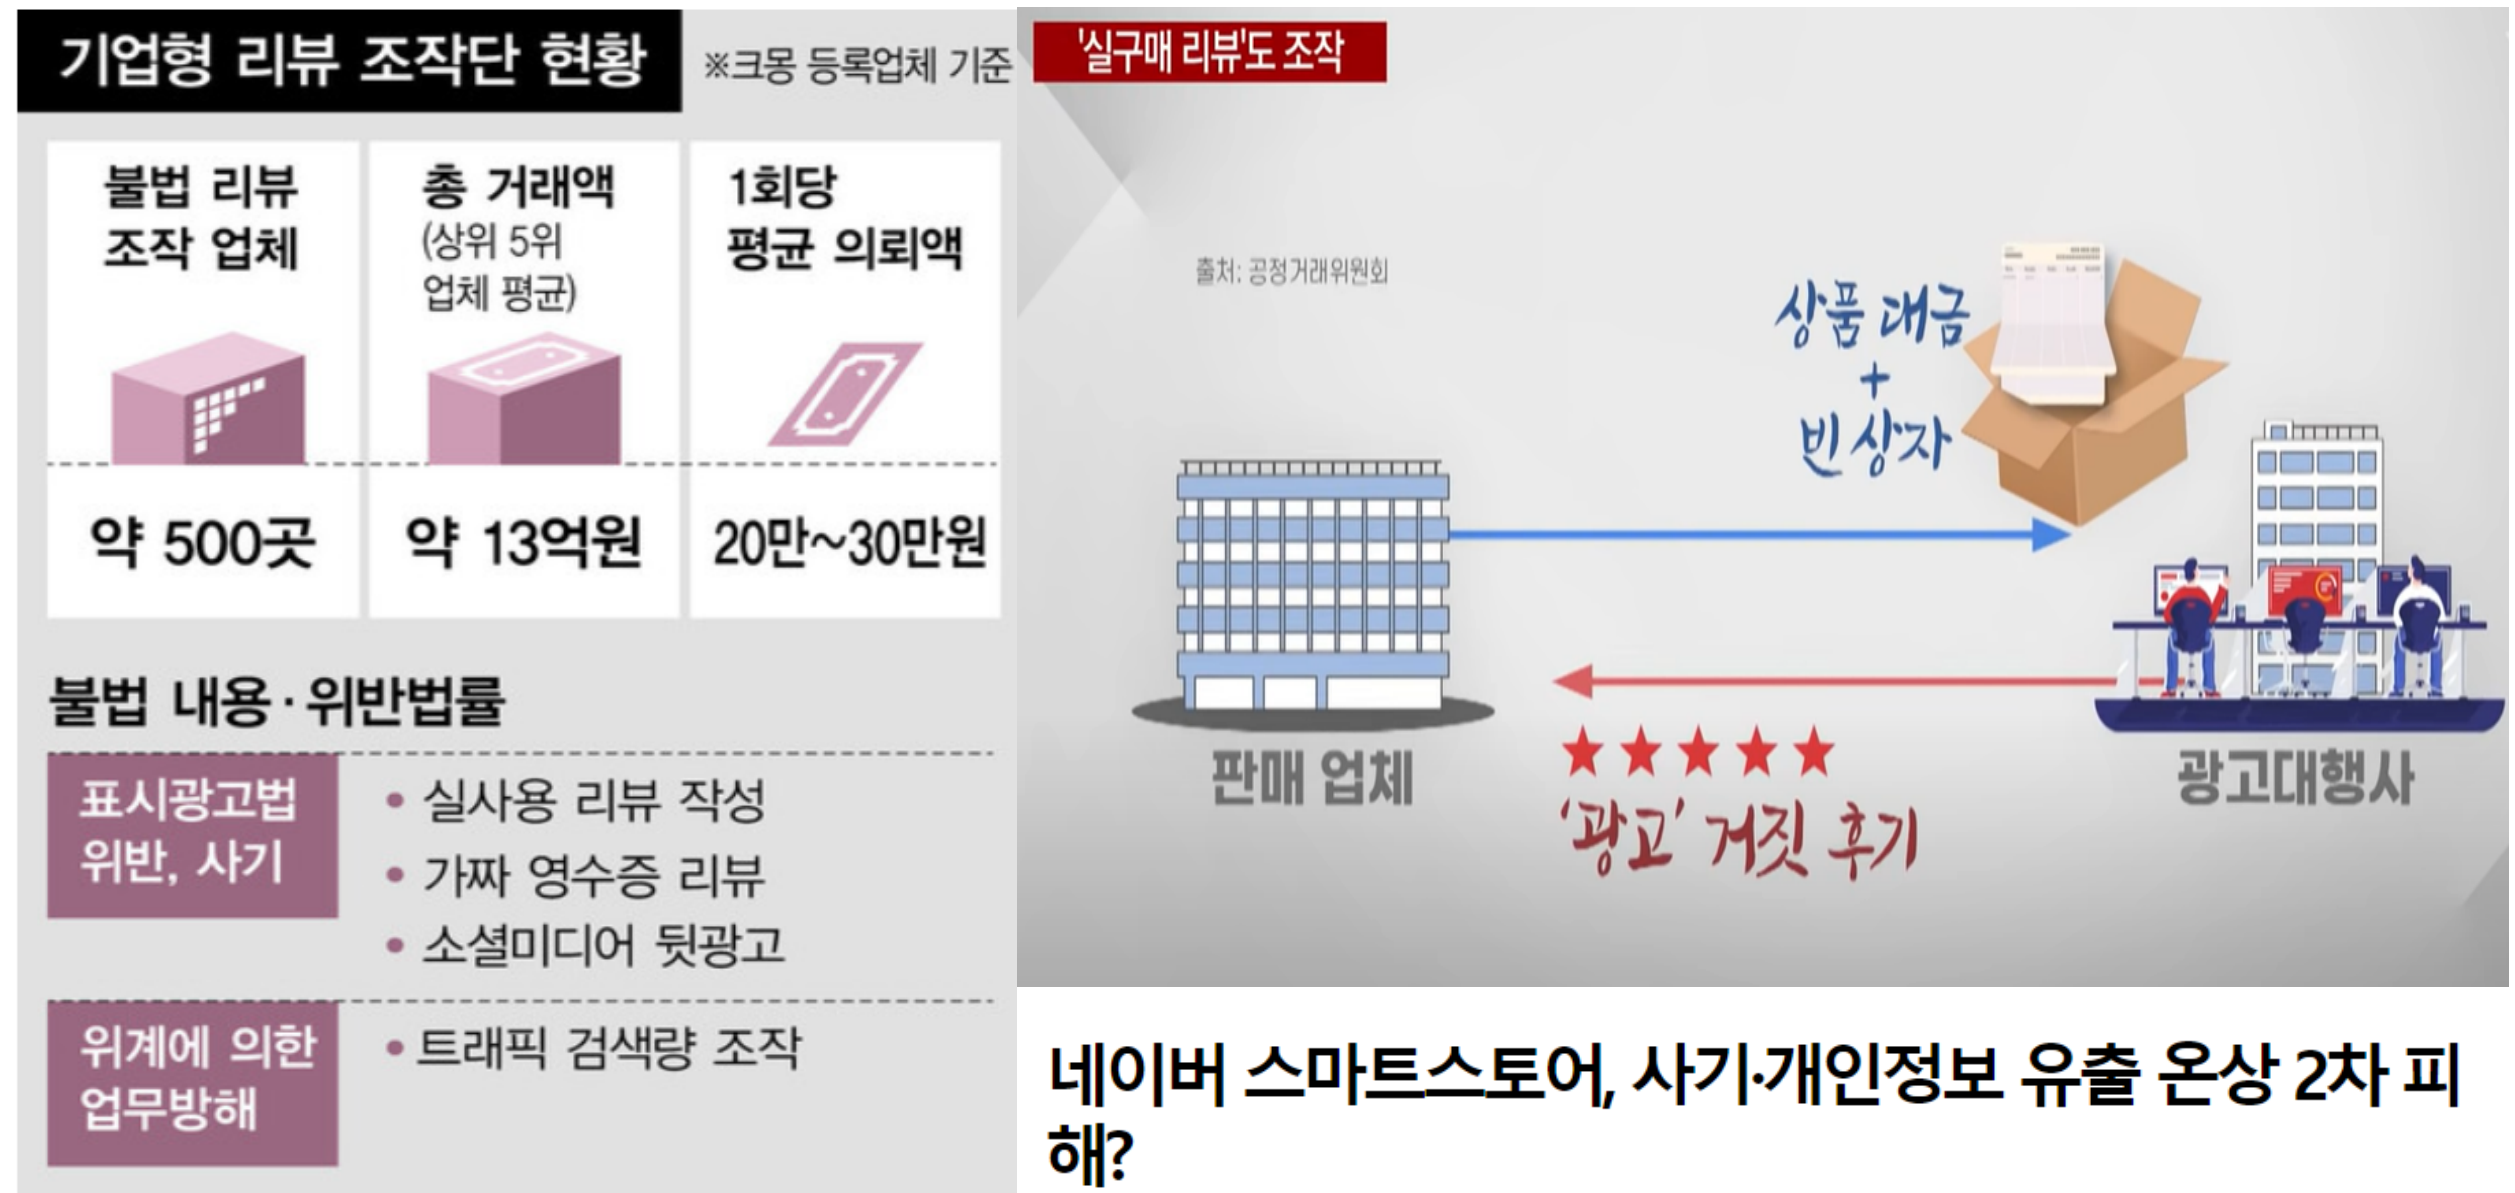 기업형 리뷰 조작단 현황
※크몽 등록업체 기준
불법 리뷰
조작 업체
약 500곳
총 거래액
(상위 5위
업체 평균)
약 13억원
1회당
평균 의뢰액
20만~30만원
불법 내용·위반법률
표시광고법
위반, 사기
• 실사용 리뷰 작성
• 가짜 영수증 리뷰
• 소셜미디어 뒷광고
위계에 의한
업무방해
• 트래픽 검색량 조작
'실구매 리뷰'도 조작
출처: 공정거래위원회
상품 대금
+
빈 상자
판매 업체
광고대행사
'광고' 거짓 후기
네이버 스마트스토어, 사기·개인정보 유출 온상 2차 피
해?